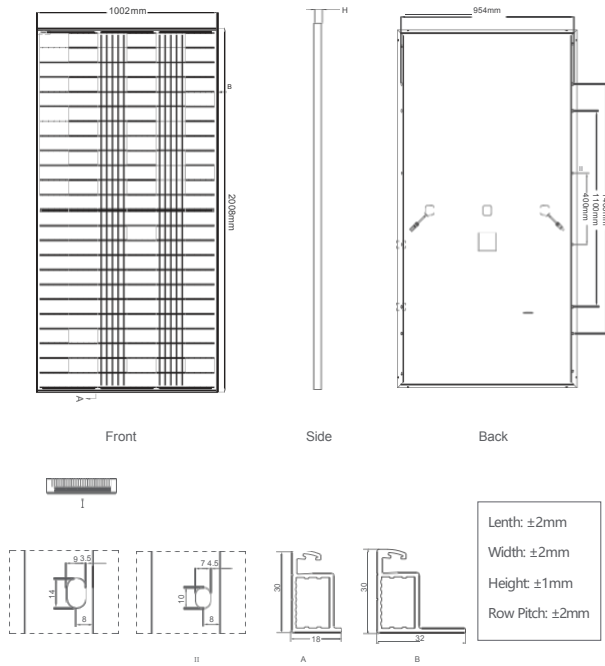 1002mm
H
954mm
B
2008mm
II
400mm
1100mm
A
Front
Side
Back
I
9 3.5
14
8
7 4.5
10
8
30
18
30
32
II
A
B
Lenth: ±2mm
Width: ±2mm
Height: ±1mm
Row Pitch: ±2mm